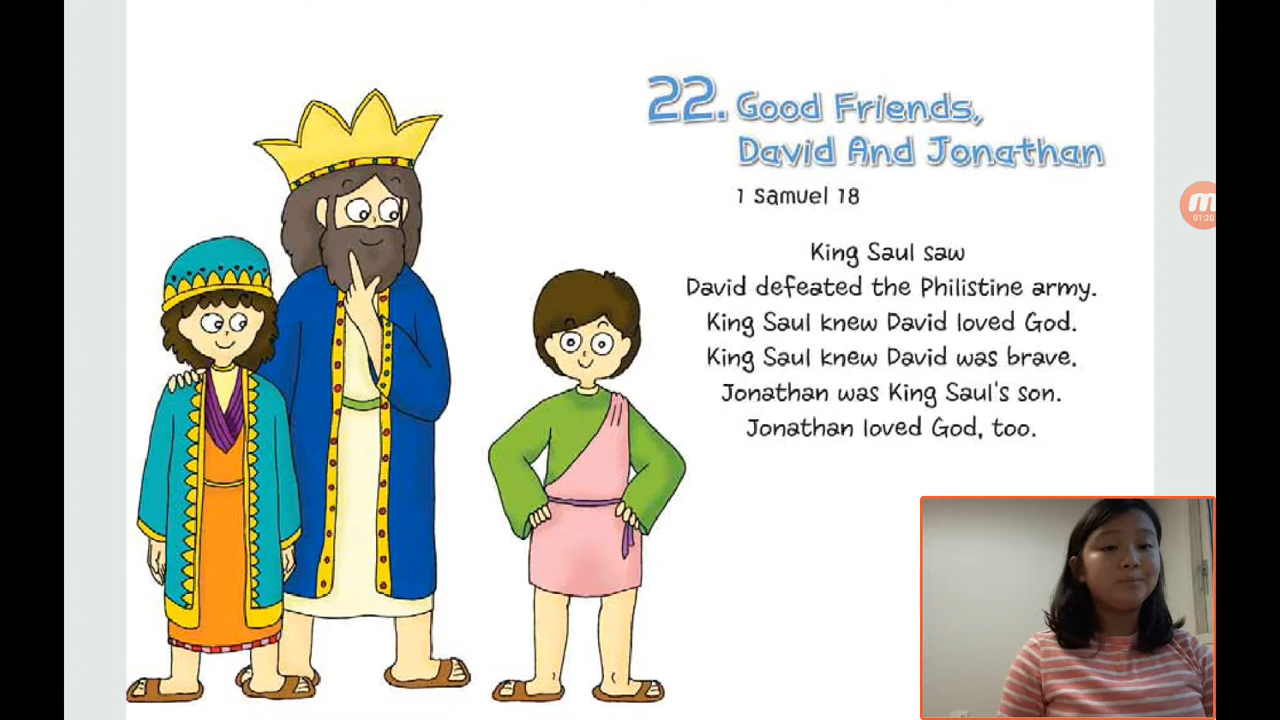 22. Good Friends,
David And Jonathan
1 Samuel 18
King Saul saw
David defeated the Philistine army.
King Saul knew David loved God.
King Saul knew David was brave.
Jonathan was King Saul's son.
Jonathan loved God, too.
M
01:20